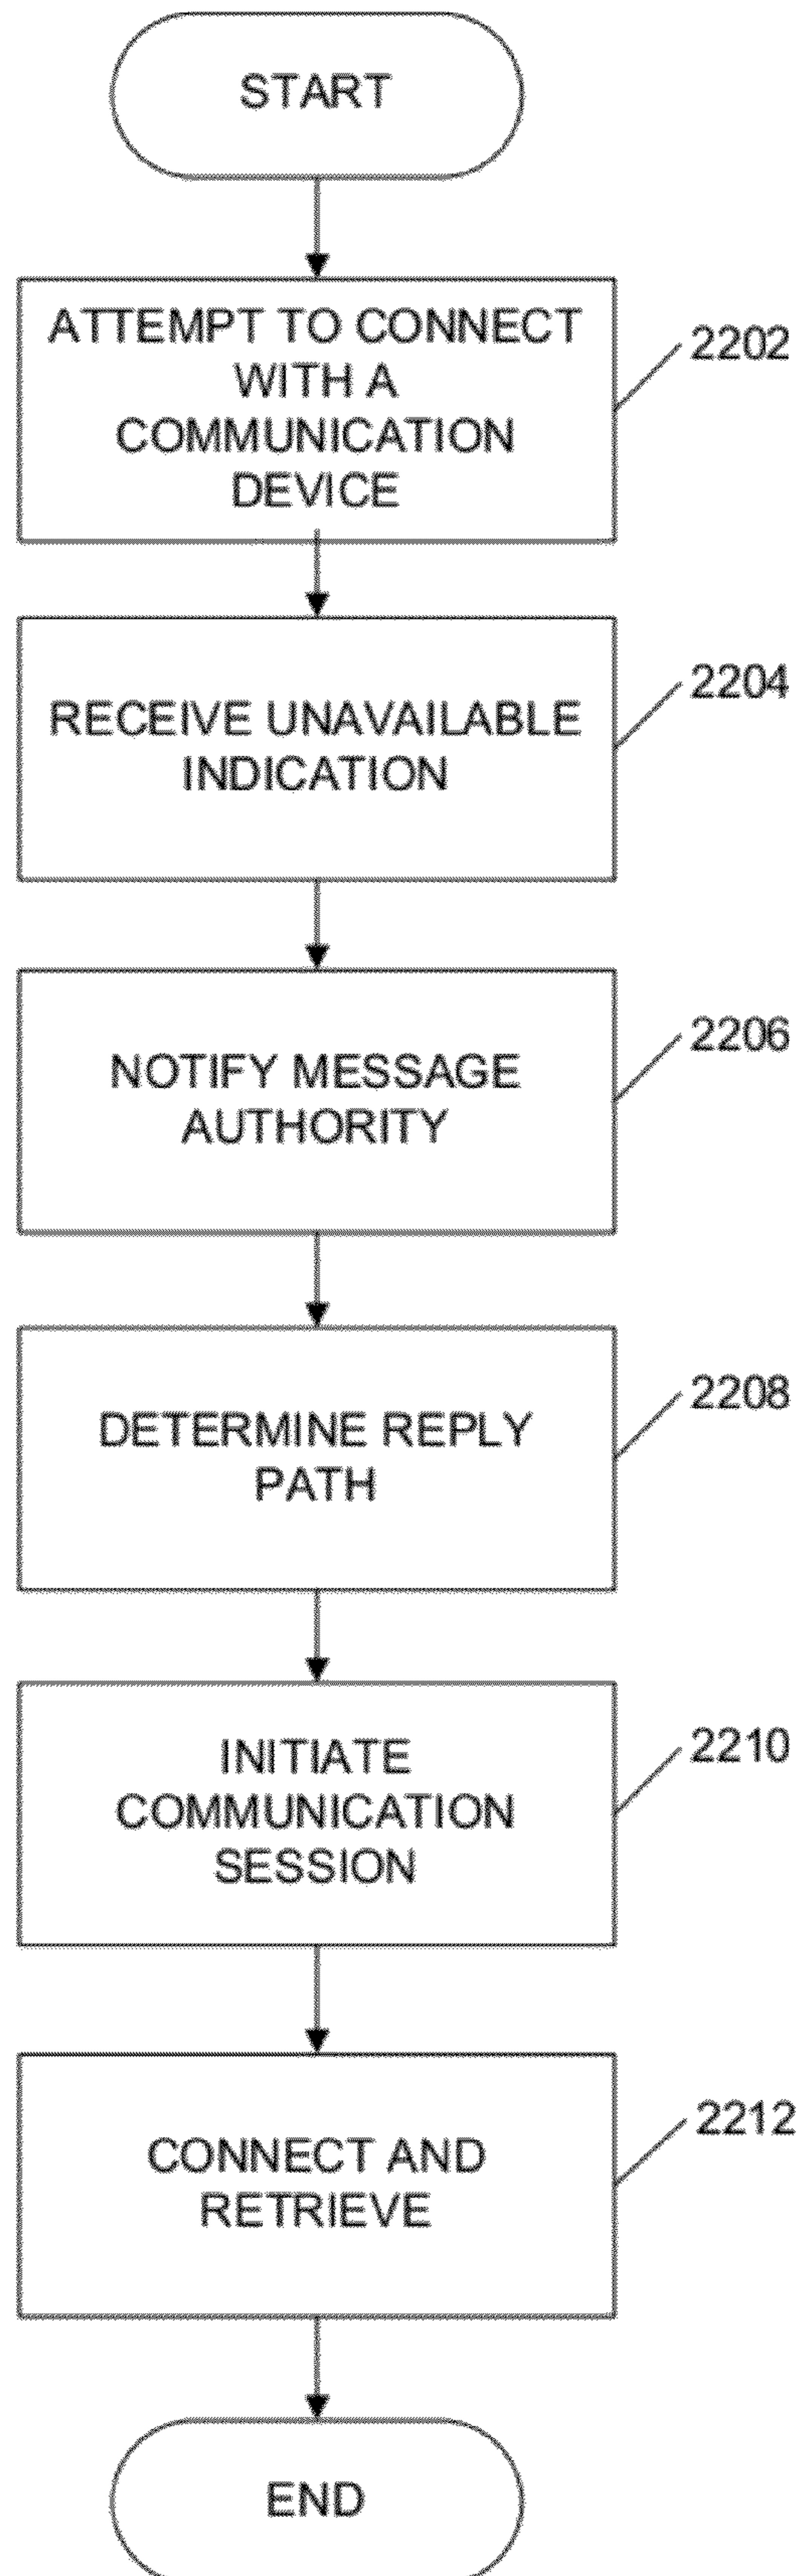 START
ATTEMPT TO CONNECT
WITH A
COMMUNICATION
DEVICE
2202
RECEIVE UNAVAILABLE
INDICATION
2204
NOTIFY MESSAGE
AUTHORITY
2206
DETERMINE REPLY
PATH
2208
INITIATE
COMMUNICATION
SESSION
2210
CONNECT AND
RETRIEVE
2212
END